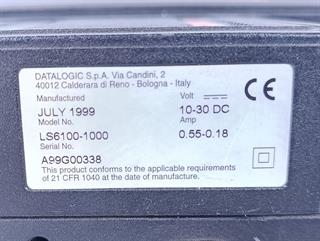 DATALOGIC S.p.A. Via Candini, 2
40012 Calderara di Reno - Bologna - Italy
Manufactured Volt
JULY 1999 10-30 DC
Model No. Amp
LS6100-1000 0.55-0.18
Serial No.
A99G00338
This product conforms to the applicable requirements
of 21 CFR 1040 at the date of manufacture.
CE